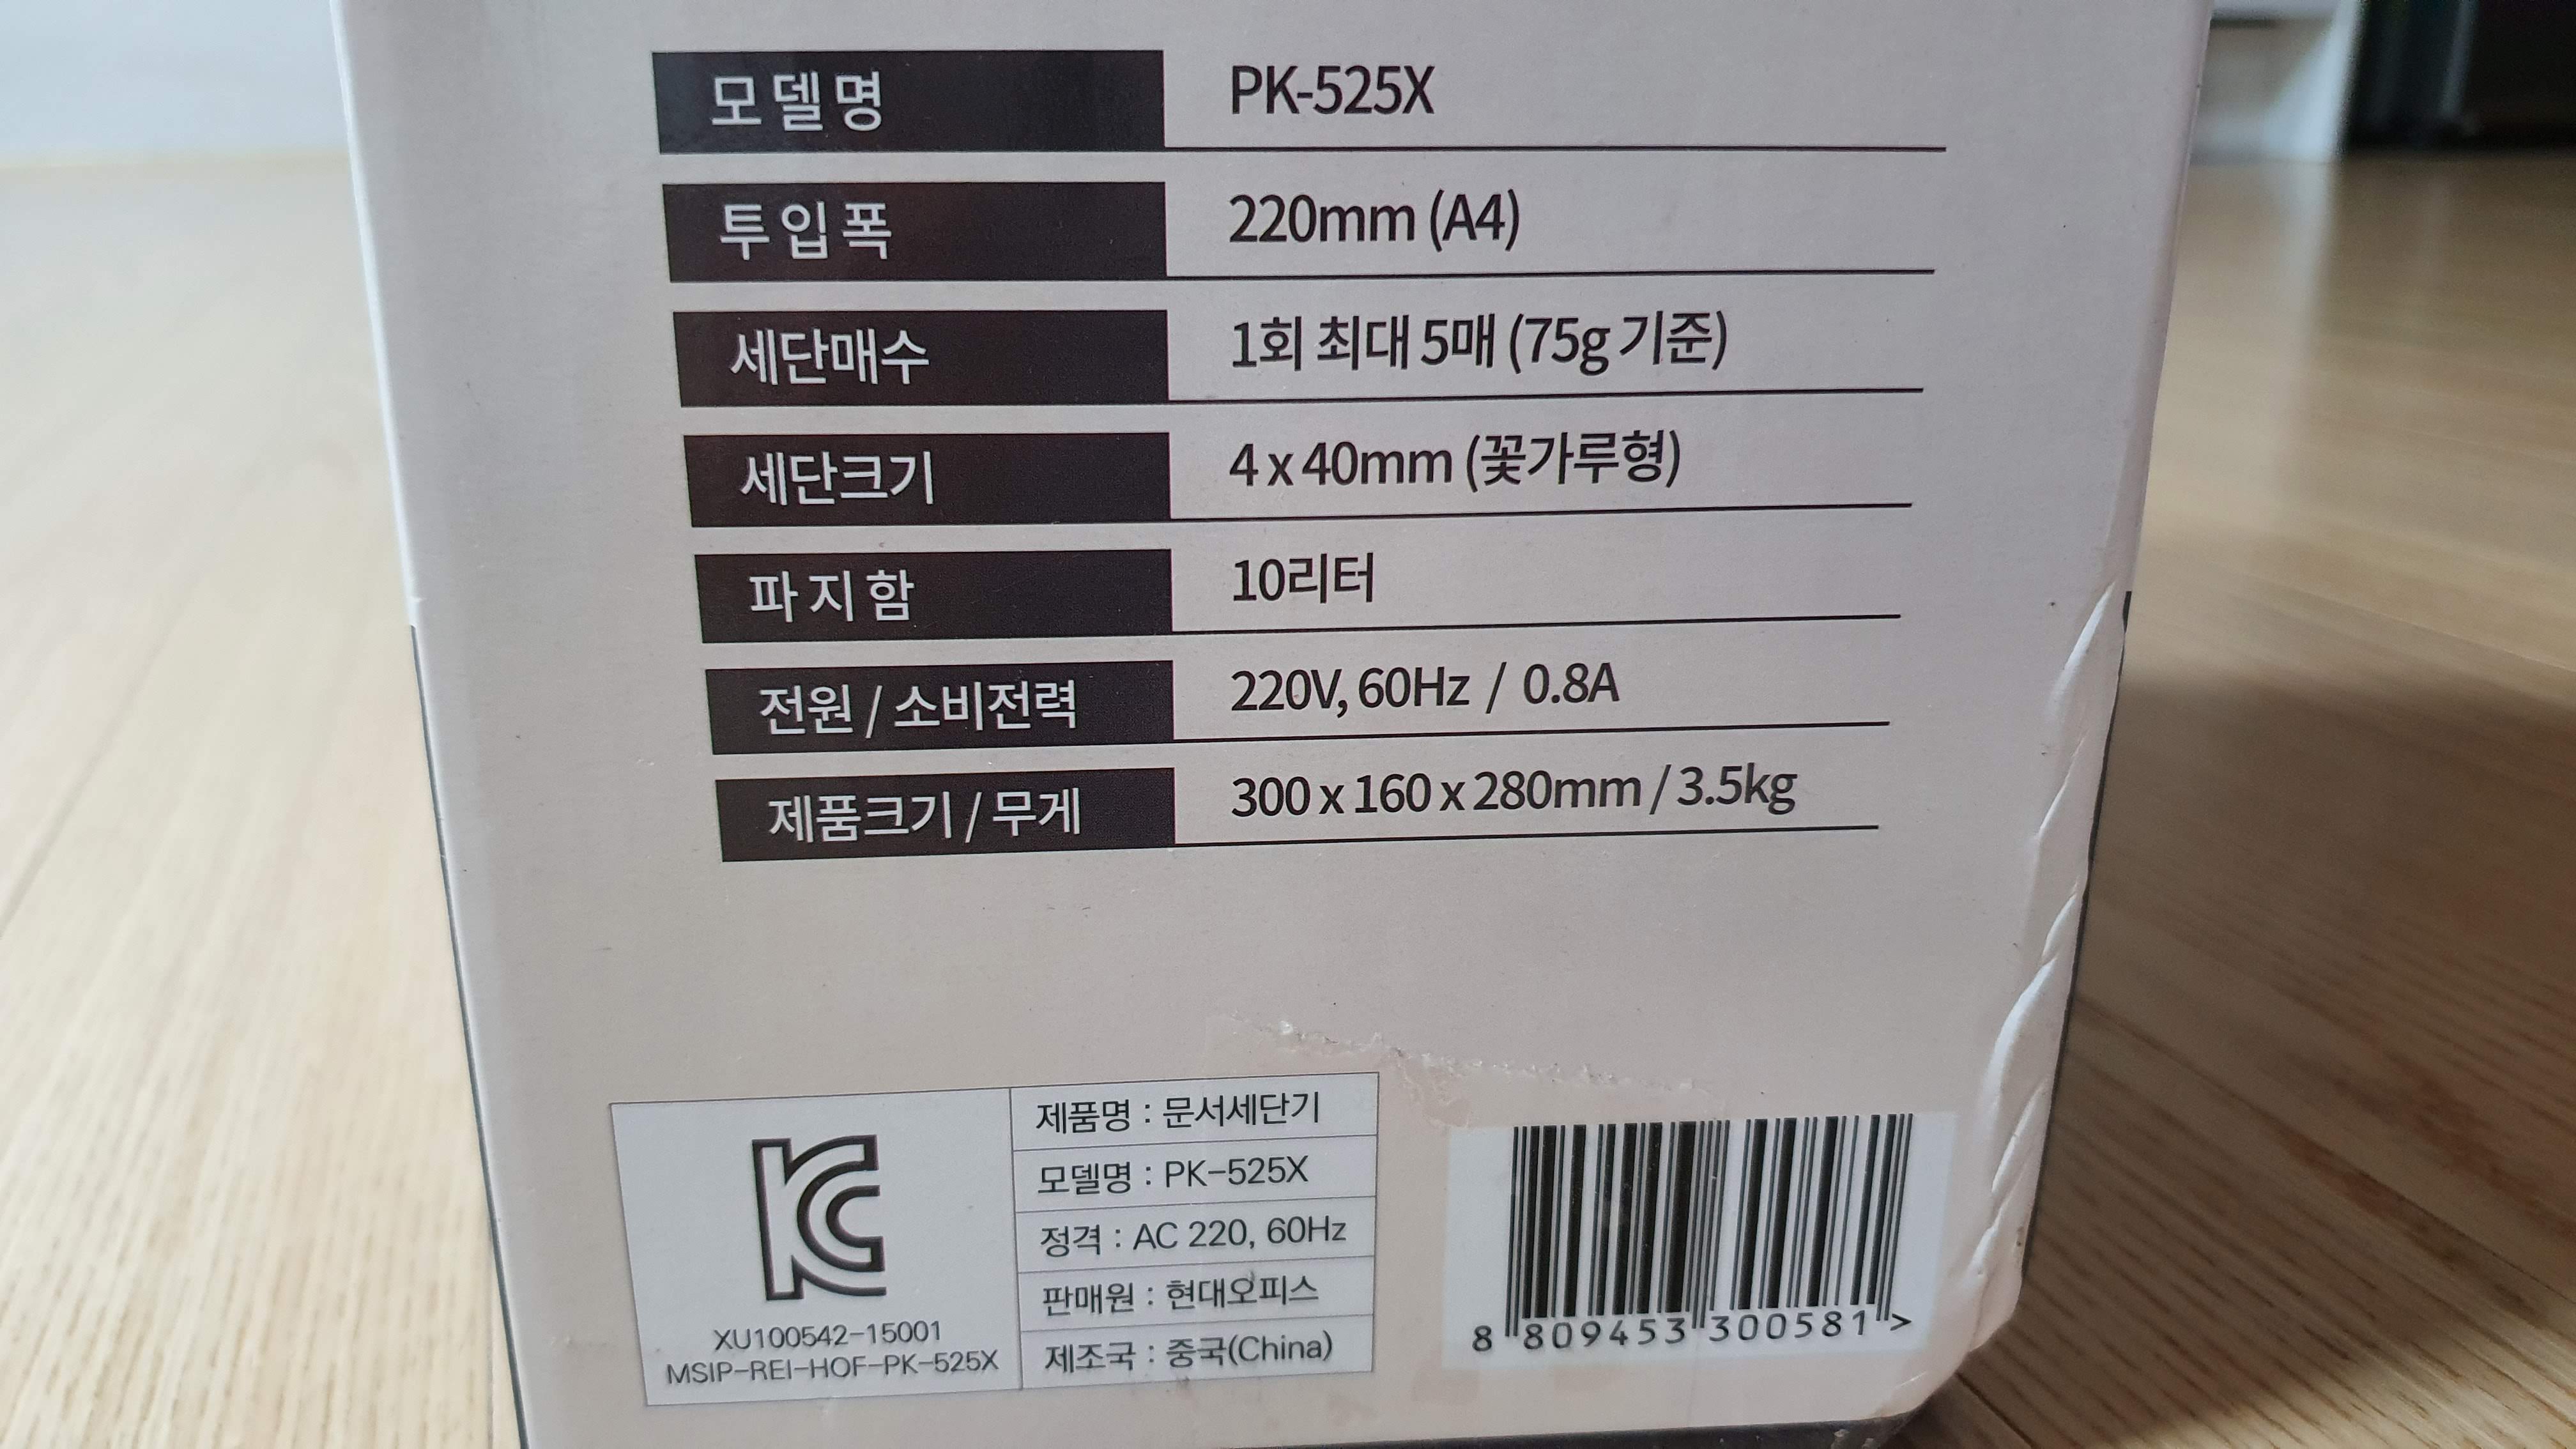 모델명 PK-525X
투입폭 220mm (A4)
세단매수 1회 최대 5매 (75g 기준)
세단크기 4 x 40mm (꽃가루형)
파지함 10리터
전원 / 소비전력 220V, 60Hz / 0.8A
제품크기 / 무게 300 x 160 x 280mm / 3.5kg
KC
XU100542-15001
MSIP-REI-HOF-PK-525X
제품명 : 문서세단기
모델명 : PK-525X
정격 : AC 220, 60Hz
판매원 : 현대오피스
제조국 : 중국(China)
8 809453 300581 >